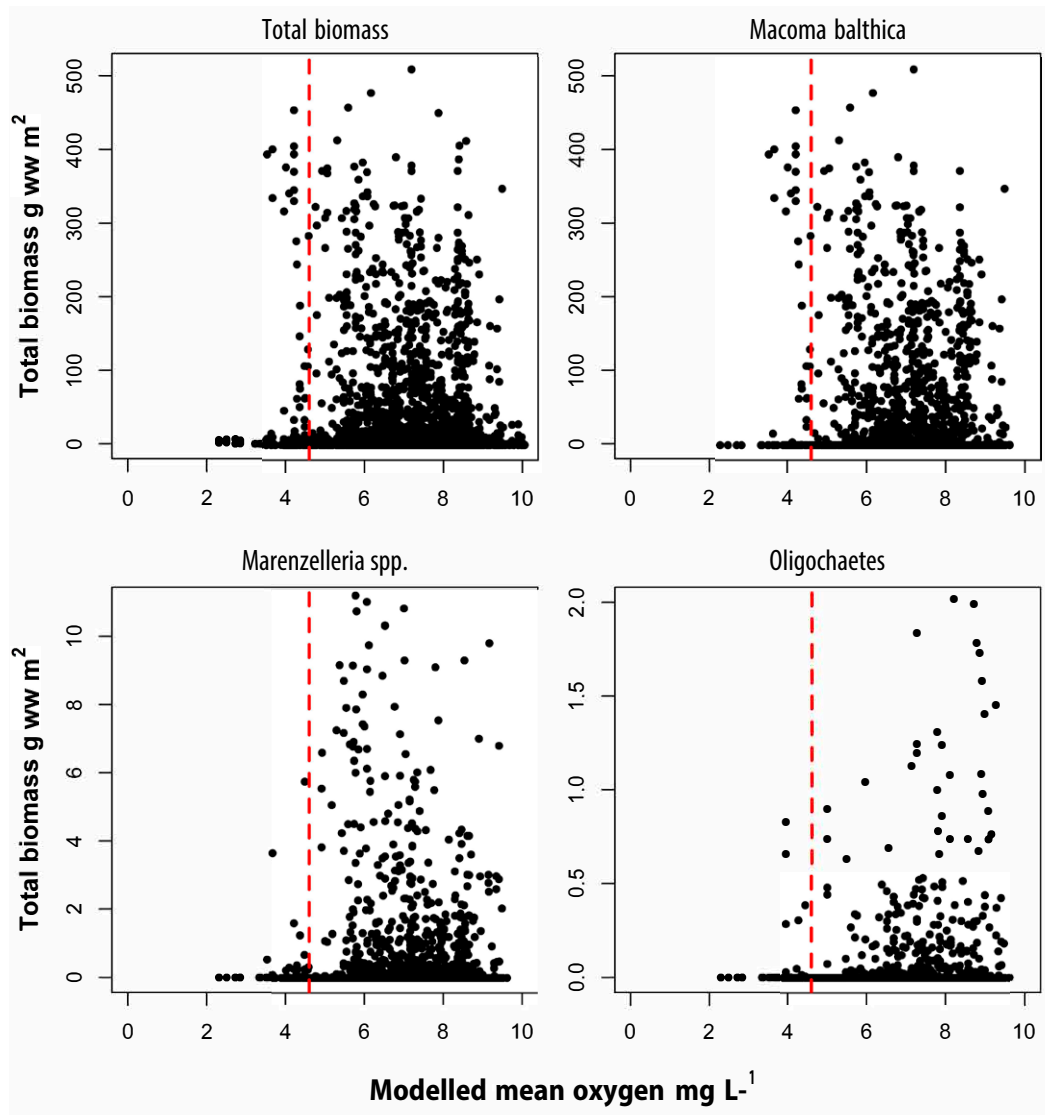 Total biomass
Macoma balthica
Total biomass g ww m²
500
400
300
200
100
0
0 2 4 6 8 10
500
400
300
200
100
0
0 2 4 6 8 10
Marenzelleria spp.
Oligochaetes
Total biomass g ww m²
10
8
6
4
2
0
0 2 4 6 8 10
2.0
1.5
1.0
0.5
0.0
0 2 4 6 8 10
Modelled mean oxygen mg L-¹